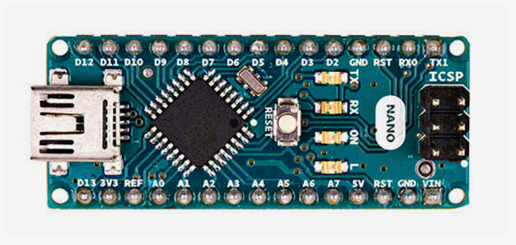 D12 D11 D10 D9 D8 D7 D6 D5 D4 D3 D2 GND RST RX0 TX1
ICSP
TX
RX
ON
L
RESET
NANO
D13 3V3 REF A0 A1 A2 A3 A4 A5 A6 A7 5V RST GND VIN